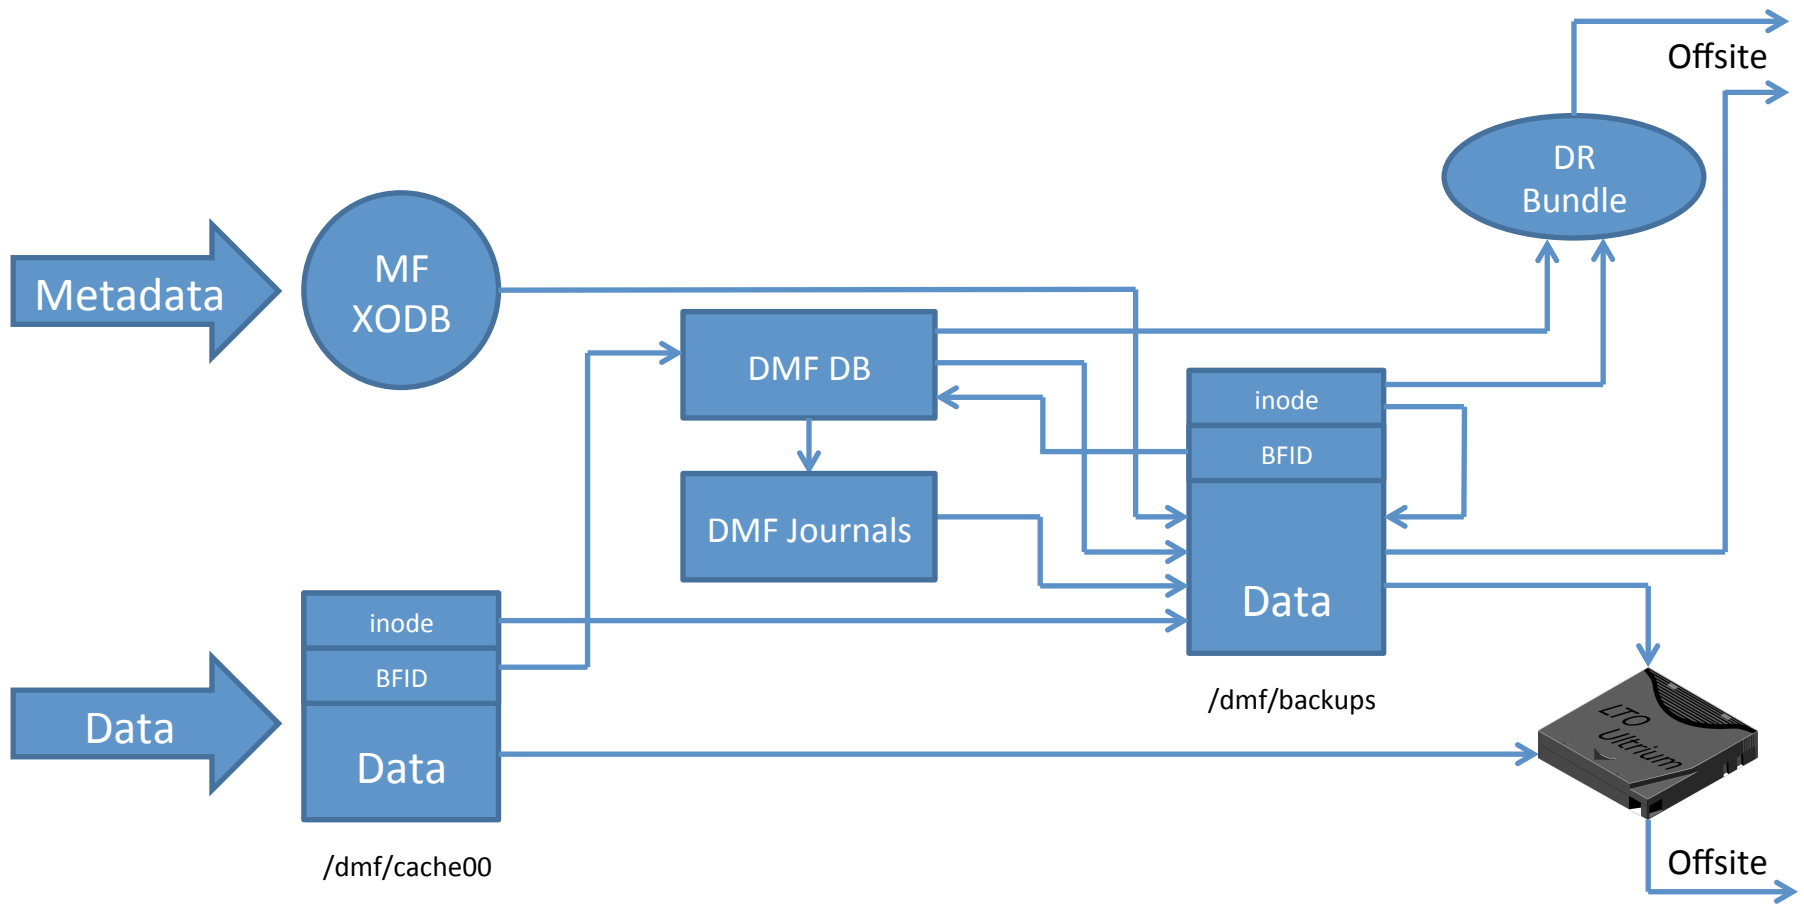 Offsite
DR
Bundle
Metadata
MF
XODB
DMF DB
inode
BFID
DMF Journals
Data
/dmf/backups
inode
BFID
Data
Data
/dmf/cache00
LTO
Ultrium
Offsite